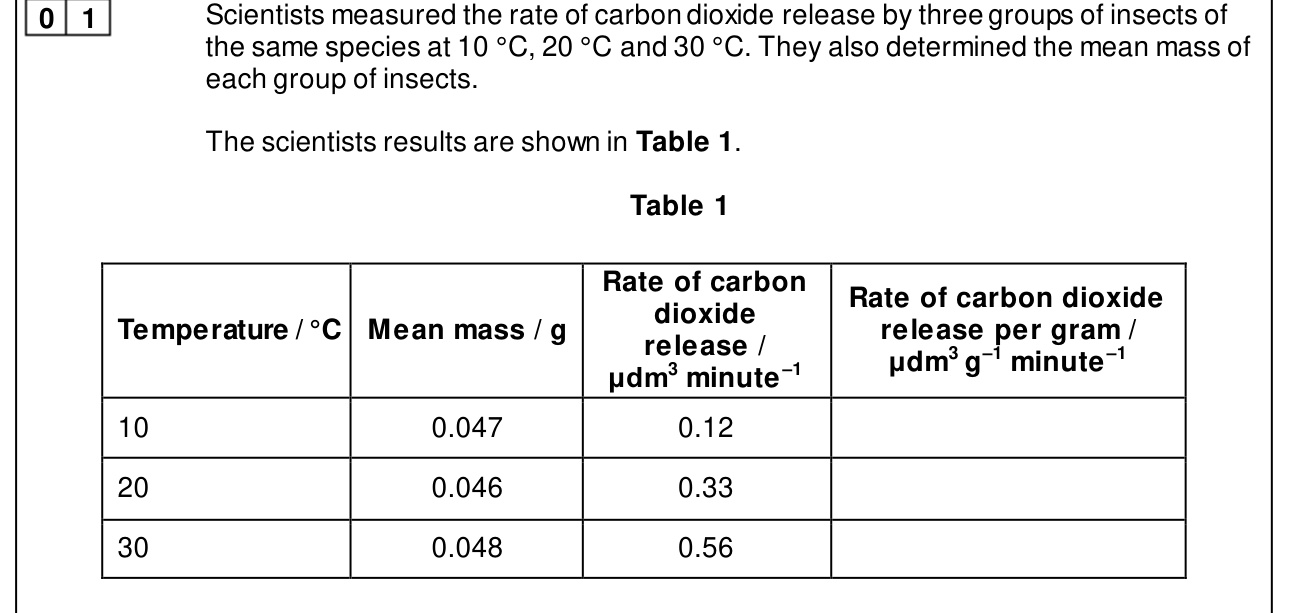 0 1
Scientists measured the rate of carbon dioxide release by three groups of insects of
the same species at 10 °C, 20 °C and 30 °C. They also determined the mean mass of
each group of insects.
The scientists results are shown in Table 1.
Table 1
Temperature / °C Mean mass / g Rate of carbon dioxide release / µdm³ minute⁻¹ Rate of carbon dioxide release per gram / µdm³ g⁻¹ minute⁻¹
10 0.047 0.12
20 0.046 0.33
30 0.048 0.56